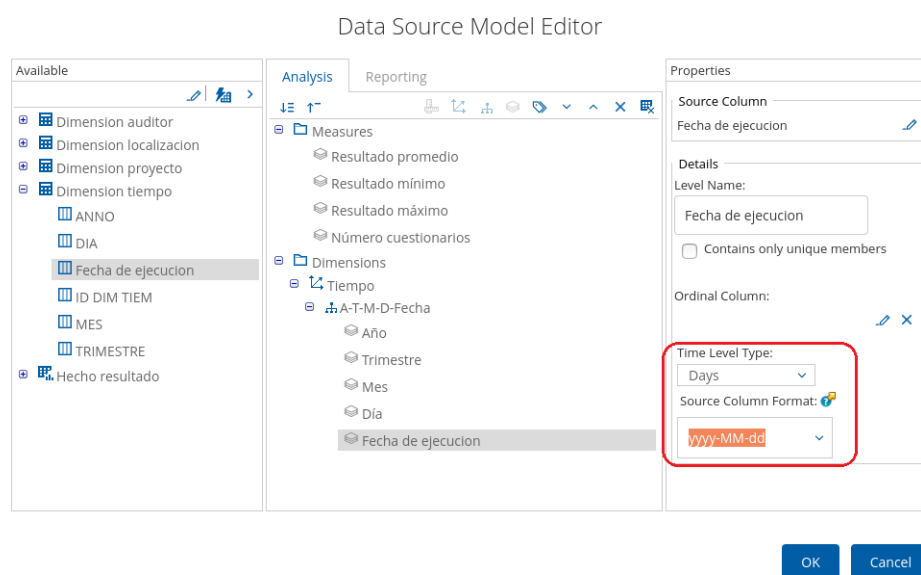 Data Source Model Editor
Available
Dimension auditor
Dimension localizacion
Dimension proyecto
Dimension tiempo
ANNO
DIA
Fecha de ejecucion
ID DIM TIEM
MES
TRIMESTRE
Hecho resultado
Analysis
Reporting
Measures
Resultado promedio
Resultado mínimo
Resultado máximo
Número cuestionarios
Dimensions
Tiempo
A-T-M-D-Fecha
Año
Trimestre
Mes
Día
Fecha de ejecucion
Properties
Source Column
Fecha de ejecucion
Details
Level Name:
Fecha de ejecucion
Contains only unique members
Ordinal Column:
Time Level Type:
Days
Source Column Format:
yyyy-MM-dd
OK
Cancel